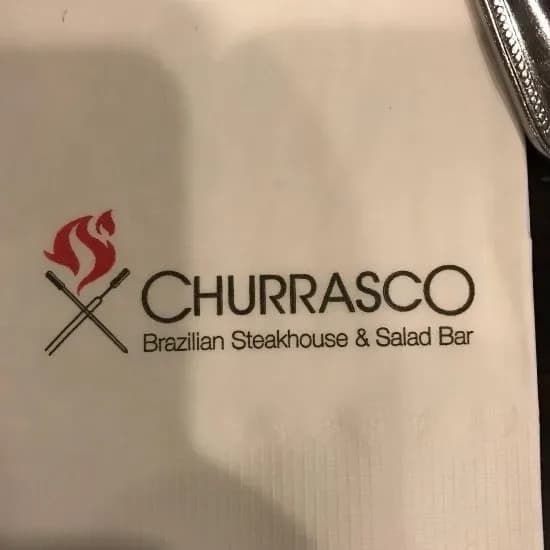 CHURRASCO
Brazilian Steakhouse & Salad Bar